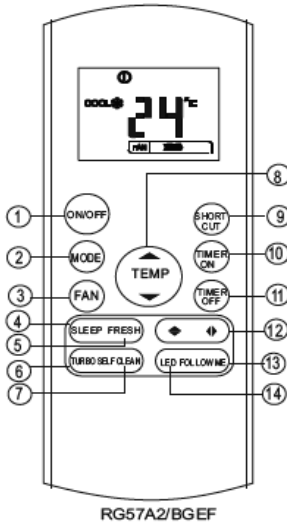 COOL
24°C
FAN
8
1 ON/OFF SHORT CUT 9
2 MODE TEMP TIMER ON 10
3 FAN TIMER OFF 11
4 SLEEP FRESH 12
5
6 TURBO SELF CLEAN LED FOLLOW ME 13
7 14
RG57A2/BGEF